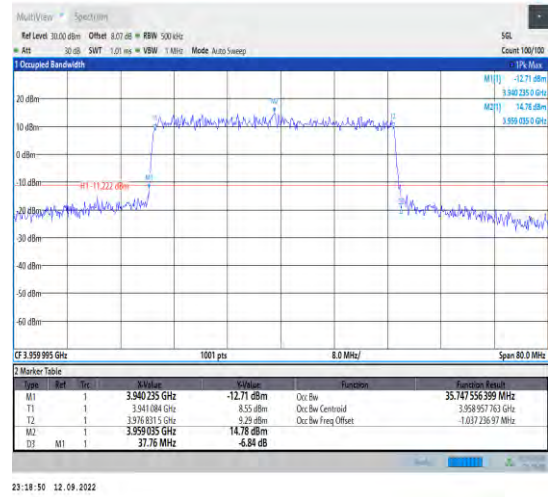 MultiView Spectrum
Ref Level 30.00 dBm Offset 8.07 dB RBW 500 kHz SGL
Att 30 dB SWT 1.01 ms VBW 1 MHz Mode Auto Sweep Count 100/100
1 Occupied Bandwidth 1Pk Max
M1[1] -12.71 dBm
3.940 235 0 GHz
M2[1] 14.78 dBm
3.959 035 0 GHz
20 dBm
0 dBm
-10 dBm
H1 -11.222 dBm
M1
-20 dBm
-30 dBm
-40 dBm
-50 dBm
-60 dBm
CF 3.959 995 GHz 1001 pts 8.0 MHz/ Span 80.0 MHz
2 Marker Table
Type Ref Trc X-Value Y-Value Function Function Result
M1 1 3.940 235 GHz -12.71 dBm Occ Bw 35.747 556 399 MHz
T1 1 3.941 084 GHz 8.55 dBm Occ Bw Centroid 3.958 957 763 GHz
T2 1 3.976 831 5 GHz 9.29 dBm Occ Bw Freq Offset -1.037 236 97 MHz
M2 1 3.959 035 GHz 14.78 dBm
D3 M1 1 37.76 MHz -6.84 dB
23:18:50 12.09.2022